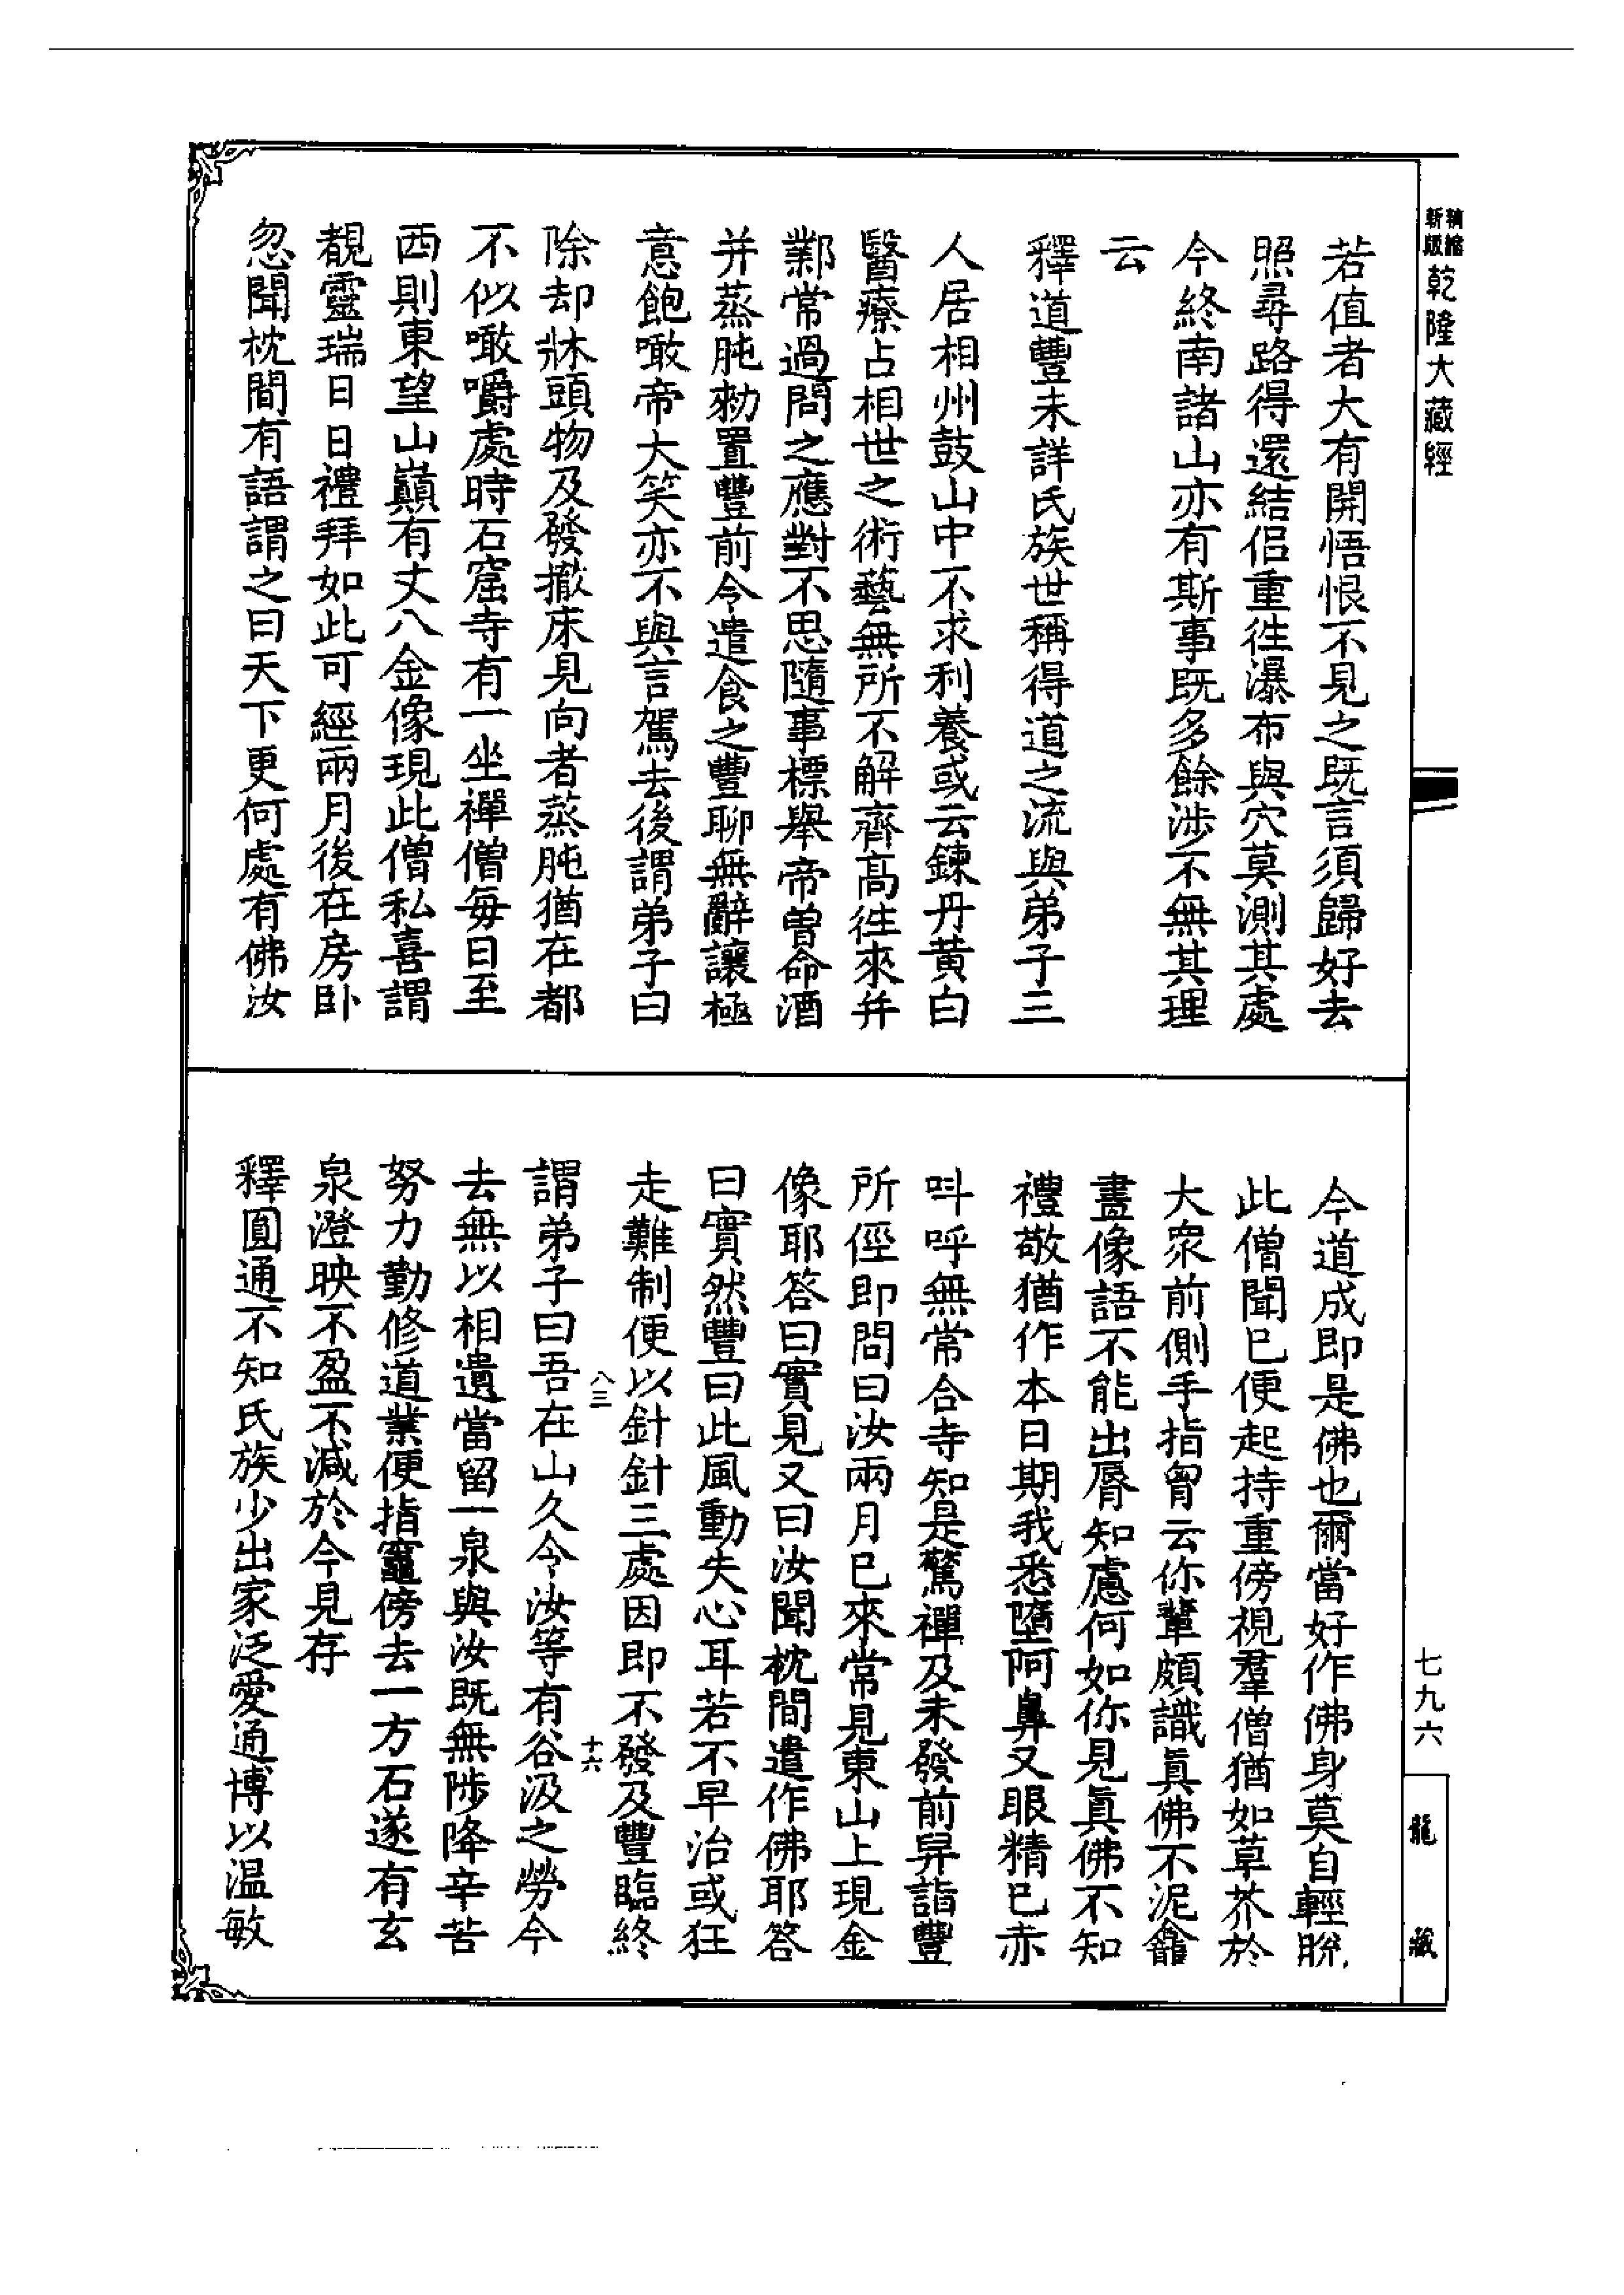 精縮
新版
乾隆大藏經
若值者大有開悟恨不見之既言須歸好去
照尋路得還結侶重往瀑布與穴莫測其處
今終南諸山亦有斯事既多餘涉不無其理
云
釋道豐未詳氏族世稱得道之流與弟子三
人居相州鼓山中不求利養或云鍊丹黃白
醫療占相世之術藝無所不解齊高往來并
鄴常過問之應對不思隨事標舉帝曾命酒
并蒸肫勑置豐前令遣食之豐聊無辭讓極
意飽噉帝大笑亦不與言駕去後謂弟子曰
除却牀頭物及發撤床見向者蒸肫猶在都
不似噉嚼處時石窟寺有一坐禪僧每日至
西則東望山巔有丈八金像現此僧私喜謂
覩靈瑞日日禮拜如此可經兩月後在房卧
忽聞枕間有語謂之曰天下更何處有佛汝
今道成即是佛也爾當好作佛身莫自輕脫
此僧聞已便起持重傍視羣僧猶如草芥於
大衆前側手指胷云你輩頗識眞佛不泥龕
畫像語不能出脣知慮何如你見眞佛不知
禮敬猶作本日期我悉墮阿鼻又眼精已赤
叫呼無常合寺知是驚禪及未發前舁詣豐
所徑即問曰汝兩月已來常見東山上現金
像耶答曰實見又曰汝聞枕間遣作佛耶答
曰實然豐曰此風動失心耳若不早治或狂
走難制便以針針三處因即不發及豐臨終
八三
十六
謂弟子曰吾在山久令汝等有谷汲之勞今
去無以相遺當留一泉與汝既無陟降辛苦
努力勤修道業便指竈傍去一方石遂有玄
泉澄映不盈不減於今見存
釋圓通不知氏族少出家泛愛通博以温敏
七九六
龍藏